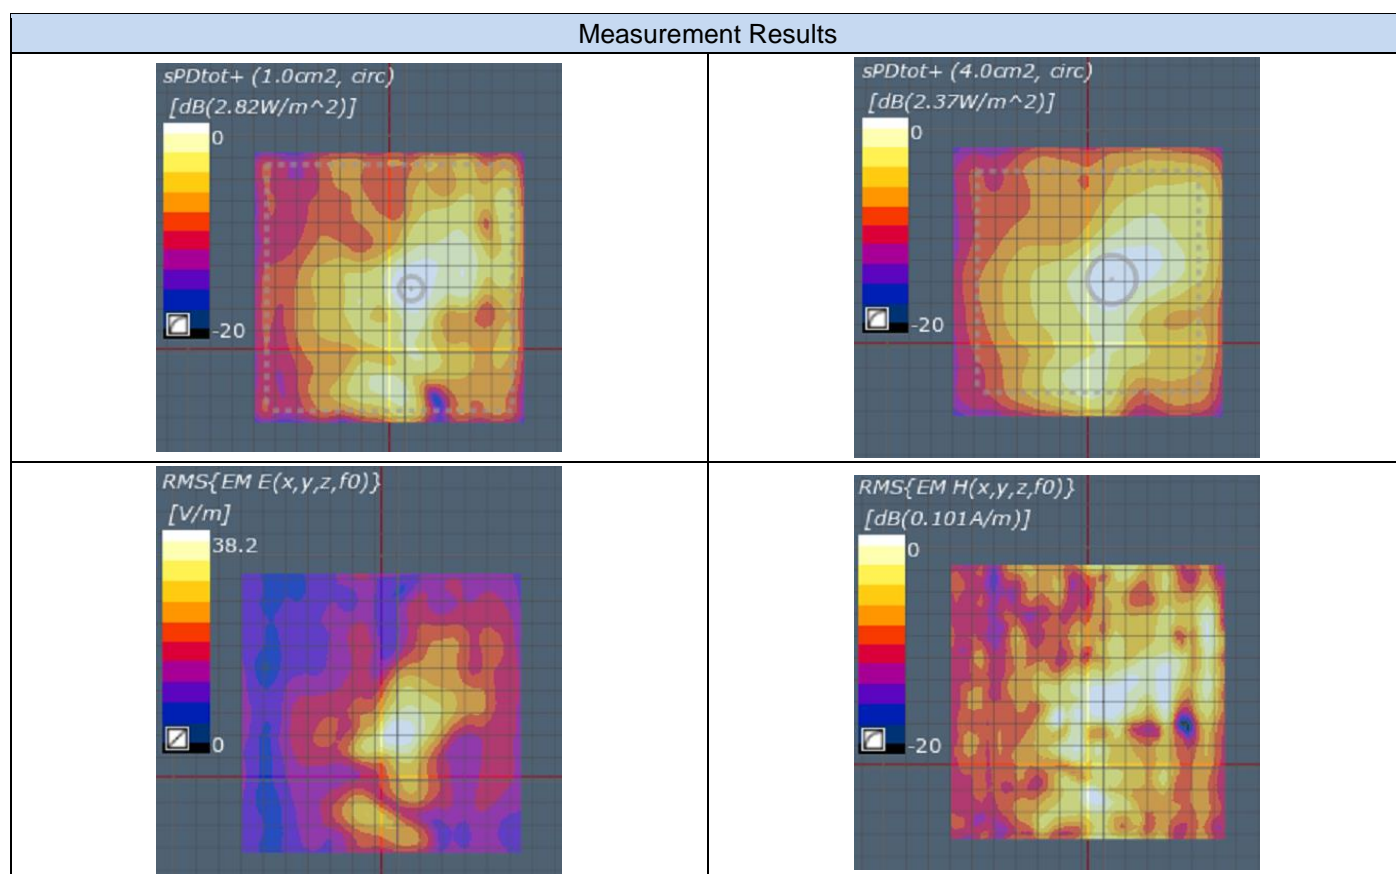 Measurement Results
sPDtot+ (1.0cm2, circ)
[dB(2.82W/m^2)]
0
-20
sPDtot+ (4.0cm2, circ)
[dB(2.37W/m^2)]
0
-20
RMS{EM E(x,y,z,f0)}
[V/m]
38.2
0
RMS{EM H(x,y,z,f0)}
[dB(0.101A/m)]
0
-20